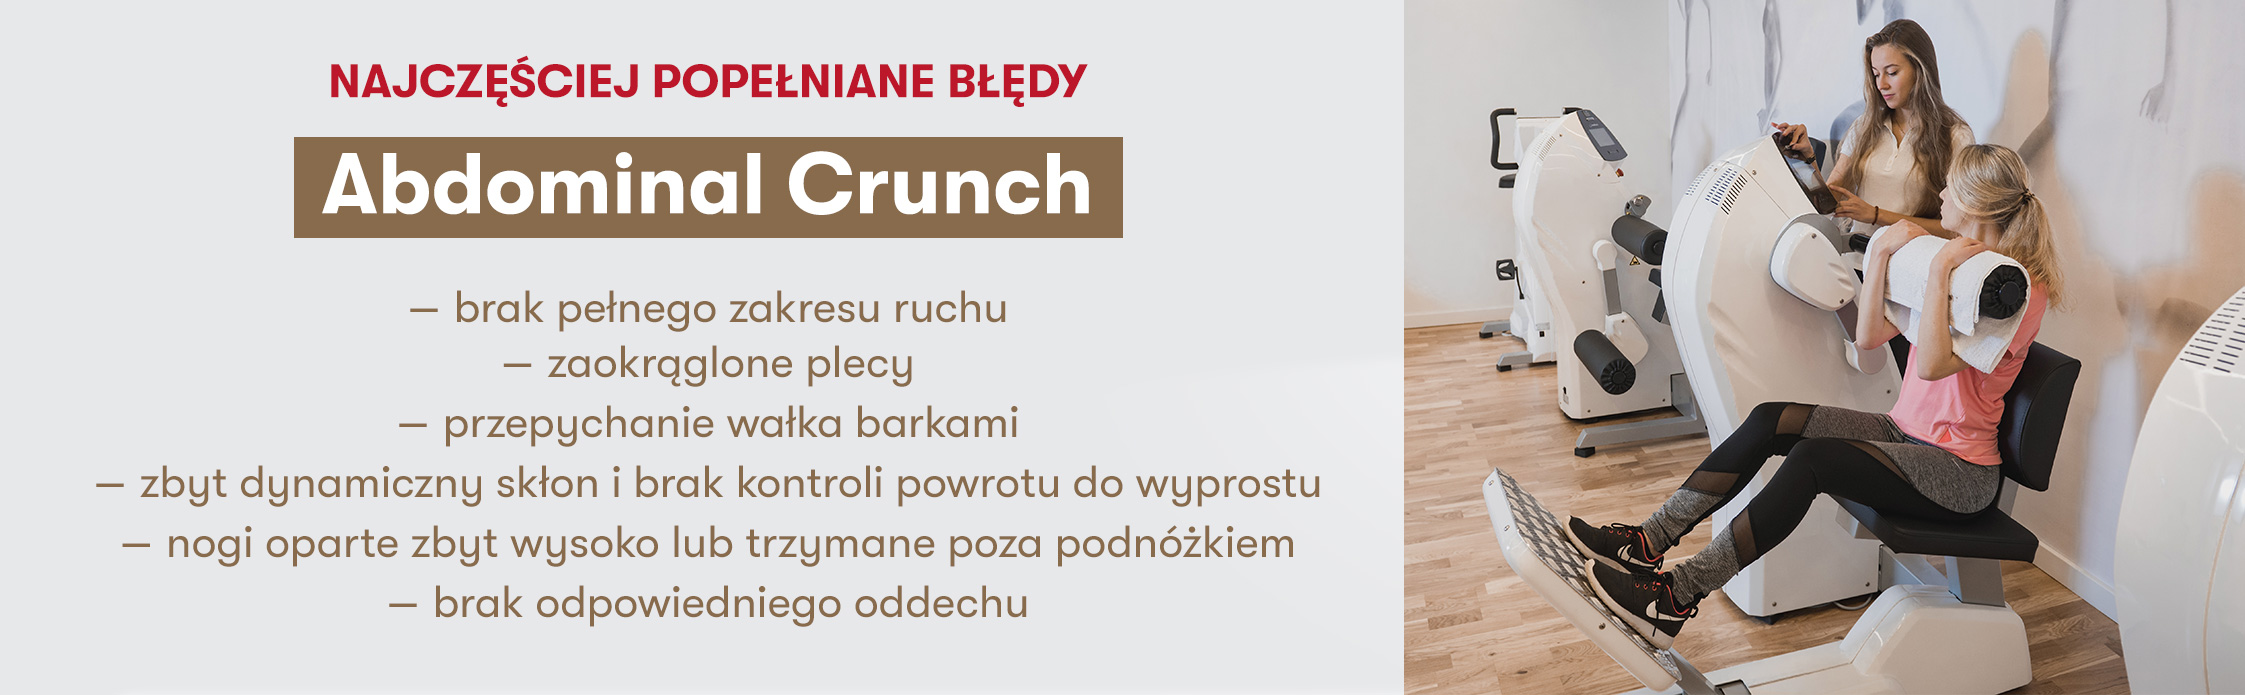 NAJCZĘŚCIEJ POPEŁNIANE BŁĘDY
Abdominal Crunch
– brak pełnego zakresu ruchu
– zaokrąglone plecy
– przepychanie wałka barkami
– zbyt dynamiczny skłon i brak kontroli powrotu do wyprostu
– nogi oparte zbyt wysoko lub trzymane poza podnóżkiem
– brak odpowiedniego oddechu